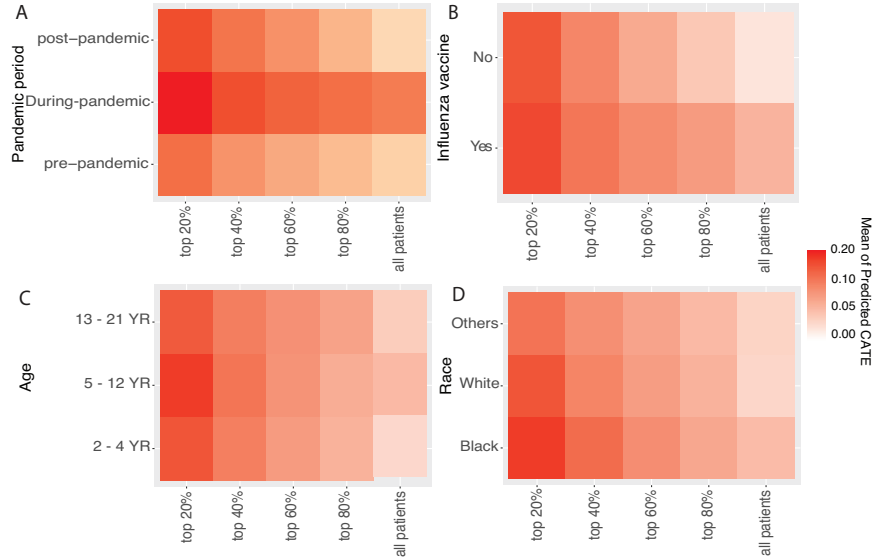 A
Pandemic period
post−pandemic
During-pandemic
pre−pandemic
top 20%
top 40%
top 60%
top 80%
all patients
B
Influenza vaccine
No
Yes
top 20%
top 40%
top 60%
top 80%
all patients
Mean of Predicted CATE
0.20
0.10
0.05
0.00
C
Age
13 - 21 YR
5 - 12 YR
2 - 4 YR
top 20%
top 40%
top 60%
top 80%
all patients
D
Race
Others
White
Black
top 20%
top 40%
top 60%
top 80%
all patients